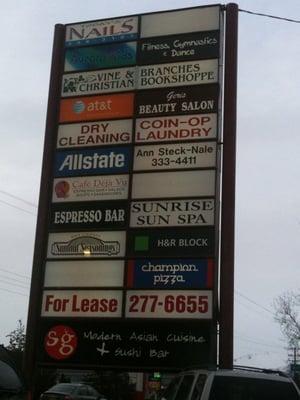 NAILS
Fitness, Gymnastics
& Dance
VINE &
CHRISTIAN
BRANCHES
BOOKSHOPPE
at&t
Geris
BEAUTY SALON
DRY
CLEANING
COIN-OP
LAUNDRY
Allstate
Ann Steck-Nale
333-4411
Cafe Deja Vu
ESPRESSO BAR
SUNRISE
SUN SPA
H&R BLOCK
champion
pizza
For Lease
277-6655
sg
Modern Asian Cuisine
+ Sushi Bar